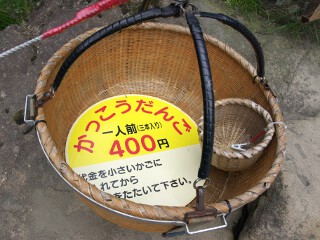 かっこうだんご
一人前(三本入り)
400円
代金を小さいかごに
れてから
をたたいて下さい。